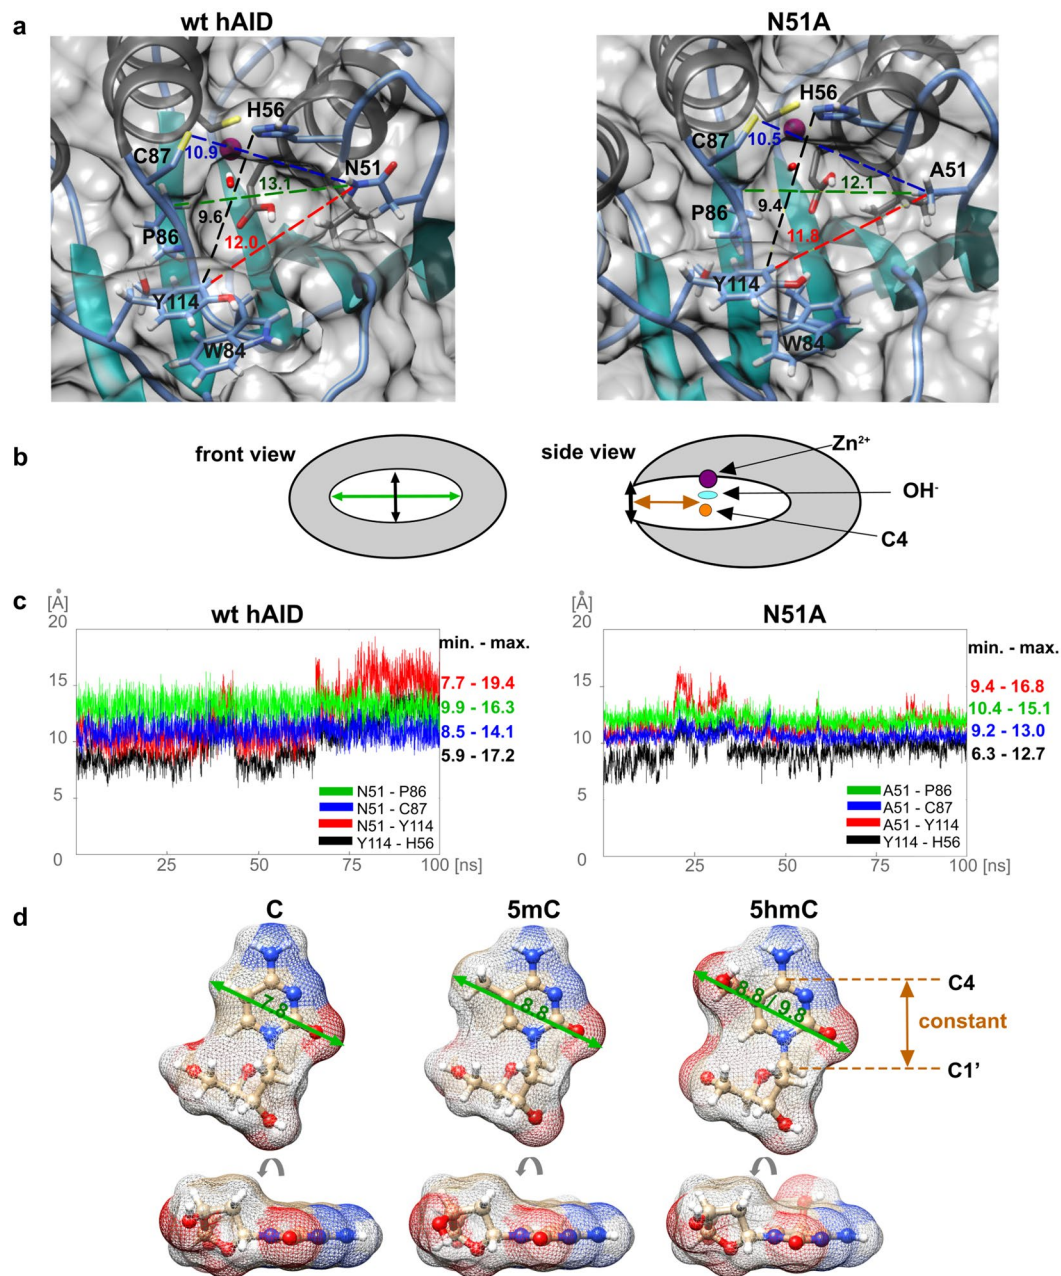 a
wt hAID
N51A
H56
C87
10.9
N51
13.1
9.6
P86
12.0
Y114
W84
H56
C87
10.5
A51
12.1
9.4
P86
11.8
Y114
W84
b
front view
side view
Zn²⁺
OH⁻
C4
c
[Å]
wt hAID
20
15
10
5
0
25
50
75
100 [ns]
min. - max.
7.7 - 19.4
9.9 - 16.3
8.5 - 14.1
5.9 - 17.2
N51 - P86
N51 - C87
N51 - Y114
Y114 - H56
[Å]
N51A
20
15
10
5
0
25
50
75
100 [ns]
min. - max.
9.4 - 16.8
10.4 - 15.1
9.2 - 13.0
6.3 - 12.7
A51 - P86
A51 - C87
A51 - Y114
Y114 - H56
d
C
5mC
5hmC
7.8
8.8
8.8 / 9.8
C4
constant
C1'